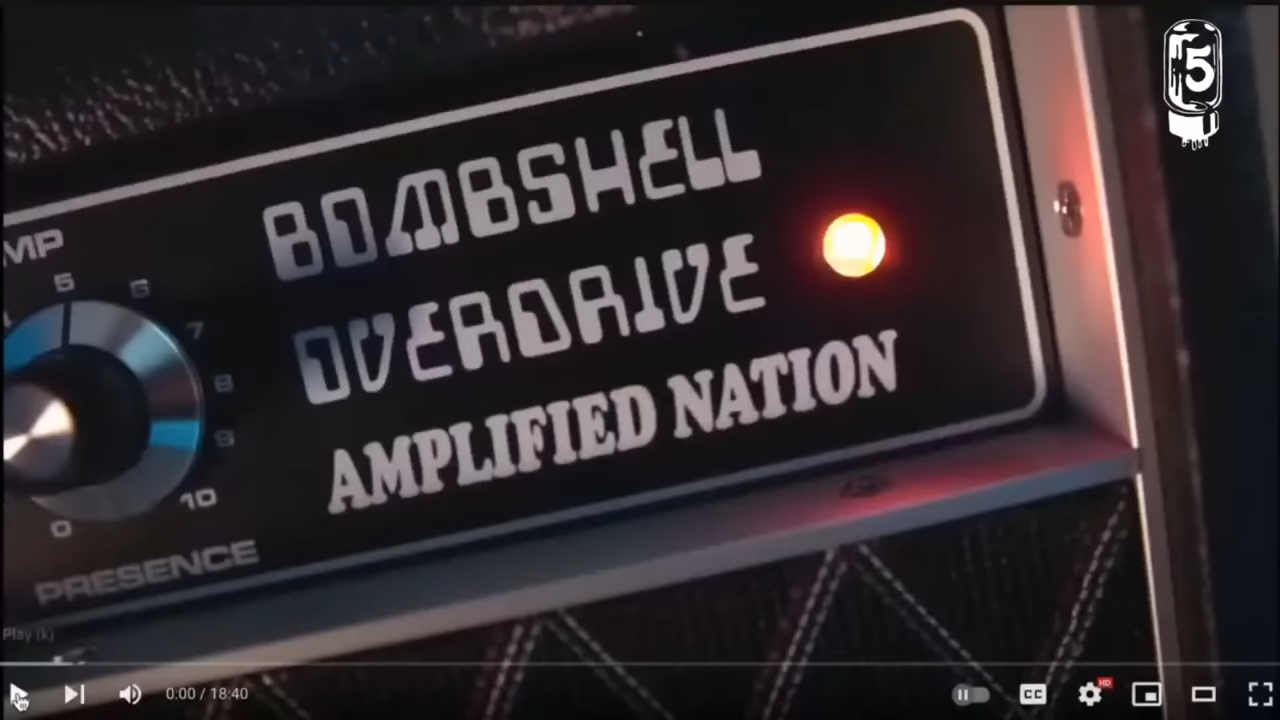 5
BOMBSHELL
OVERDRIVE
AMPLIFIED NATION
MP
5
6
7
8
9
10
0
PRESENCE
Play (k)
0:00 / 18:40
CC
HD